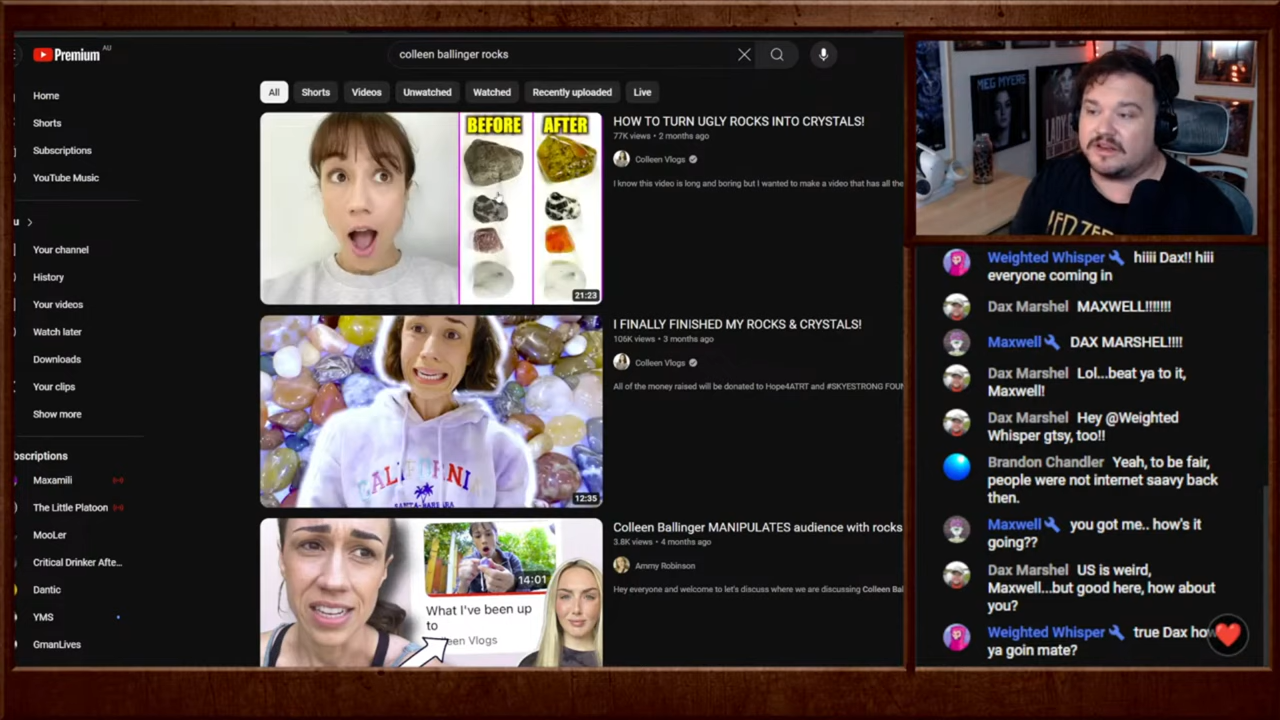 Premium AU
colleen ballinger rocks
Home
Shorts
Subscriptions
YouTube Music
u
Your channel
History
Your videos
Watch later
Downloads
Your clips
Show more
bscriptions
Maxamili
The Little Platoon
MooLer
Critical Drinker Afte...
Dantic
YMS
GmanLives
All
Shorts
Videos
Unwatched
Watched
Recently uploaded
Live
BEFORE
AFTER
21:23
HOW TO TURN UGLY ROCKS INTO CRYSTALS!
77K views • 2 months ago
Colleen Vlogs
I know this video is long and boring but I wanted to make a video that has all the
CALIFORNIA
12:35
I FINALLY FINISHED MY ROCKS & CRYSTALS!
106K views • 3 months ago
Colleen Vlogs
All of the money raised will be donated to Hope4ATRT and #SKYESTRONG FOUN
14:01
What I've been up
to
een Vlogs
Colleen Ballinger MANIPULATES audience with rocks
3.8K views • 4 months ago
Ammy Robinson
Hey everyone and welcome to let's discuss where we are discussing Colleen Bal
MEG MYERS
LED ZEP
Weighted Whisper hiiii Dax!! hiii
everyone coming in
Dax Marshel MAXWELL!!!!!!!
Maxwell DAX MARSHEL!!!!
Dax Marshel Lol...beat ya to it,
Maxwell!
Dax Marshel Hey @Weighted
Whisper gtsy, too!!
Brandon Chandler Yeah, to be fair,
people were not internet saavy back
then.
Maxwell you got me.. how's it
going??
Dax Marshel US is weird,
Maxwell...but good here, how about
you?
Weighted Whisper true Dax how
ya goin mate?